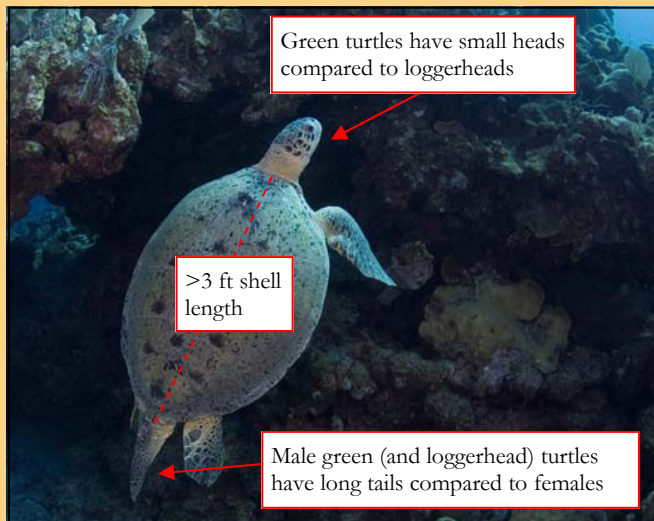 Green turtles have small heads
compared to loggerheads
>3 ft shell
length
Male green (and loggerhead) turtles
have long tails compared to females